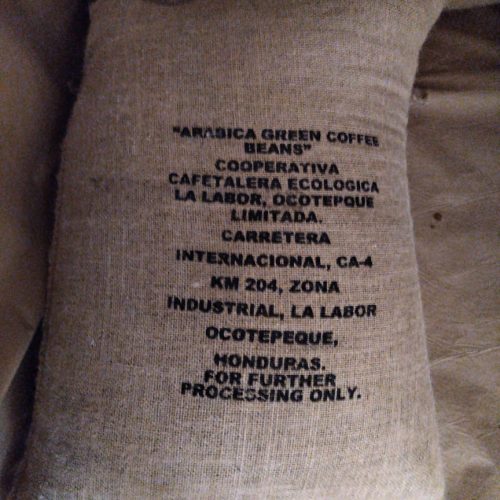 "ARABICA GREEN COFFEE
BEANS"
COOPERATIVA
CAFETALERA ECOLOGICA
LA LABOR, OCOTEPQUE
LIMITADA.
CARRETERA
INTERNACIONAL, CA-4
KM 204, ZONA
INDUSTRIAL, LA LABOR
OCOTEPEQUE,
HONDURAS.
FOR FURTHER
PROCESSING ONLY.